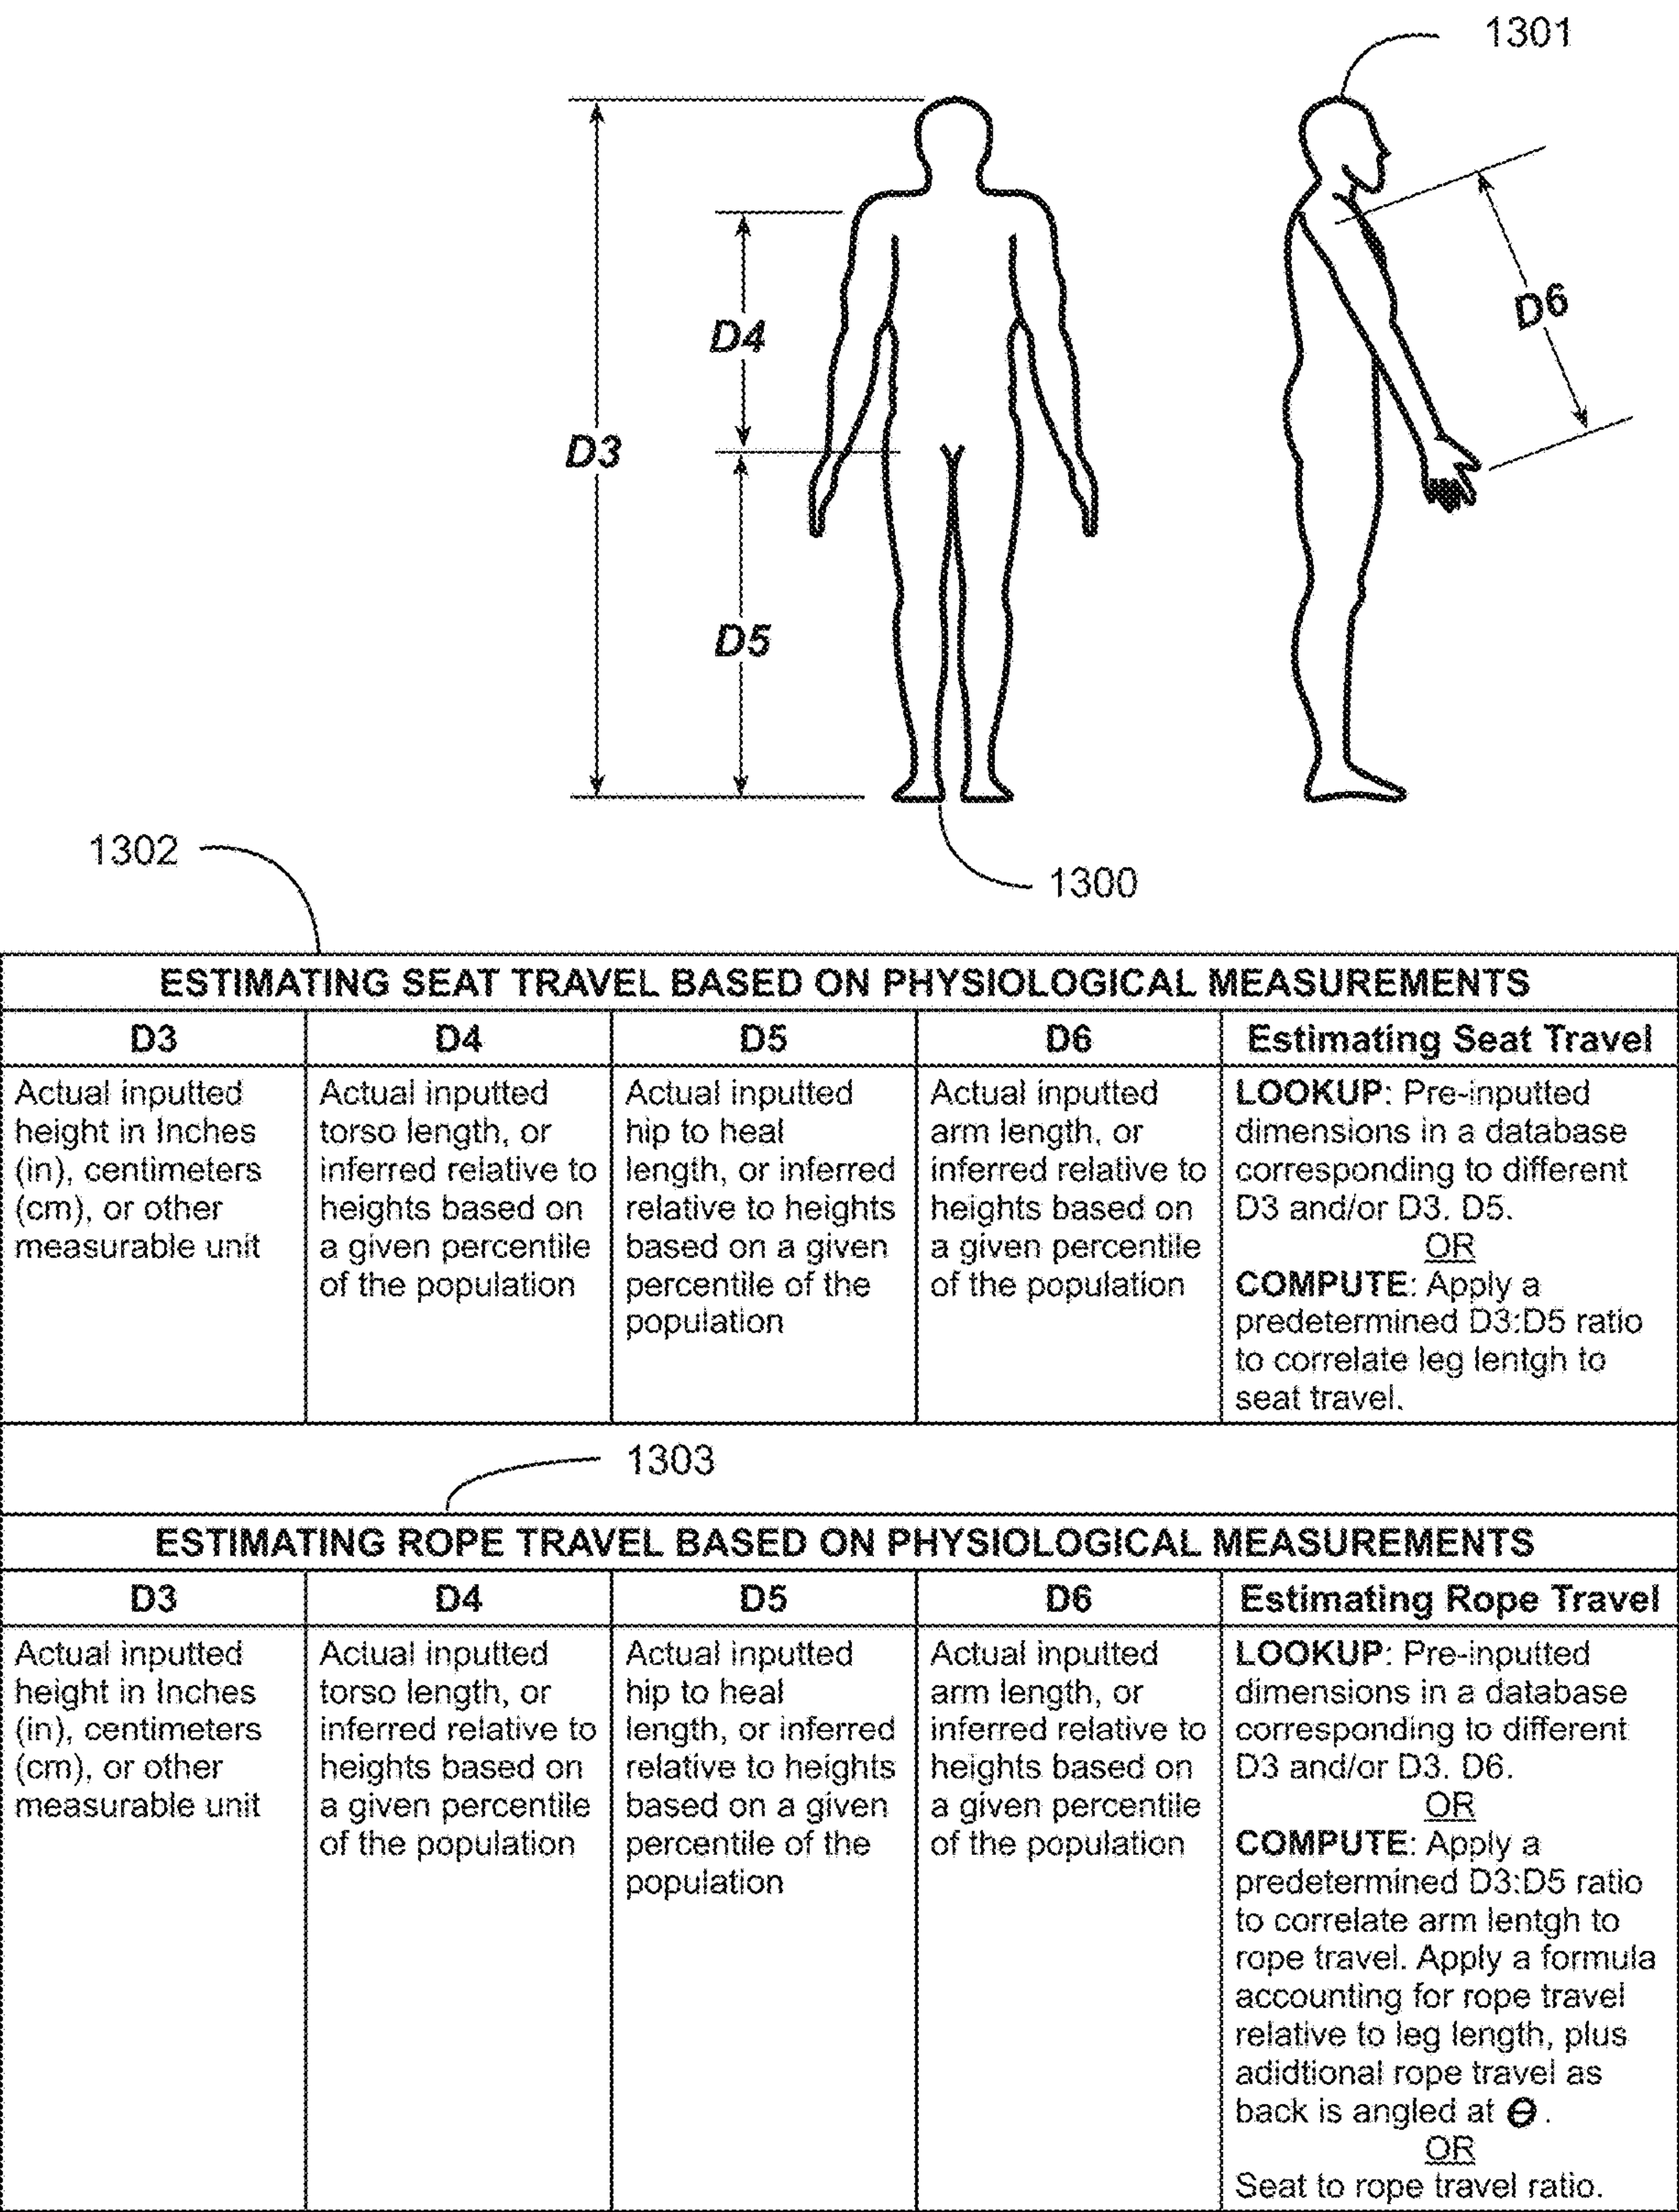 1301
D4
D6
D3
D5
1302
1300
ESTIMATING SEAT TRAVEL BASED ON PHYSIOLOGICAL MEASUREMENTS
D3
D4
D5
D6
Estimating Seat Travel
Actual inputted
height in Inches
(in), centimeters
(cm), or other
measurable unit
Actual inputted
torso length, or
inferred relative to
heights based on
a given percentile
of the population
Actual inputted
hip to heal
length, or inferred
relative to heights
based on a given
percentile of the
population
Actual inputted
arm length, or
inferred relative to
heights based on
a given percentile
of the population
LOOKUP: Pre-inputted
dimensions in a database
corresponding to different
D3 and/or D3. D5.
OR
COMPUTE: Apply a
predetermined D3:D5 ratio
to correlate leg lentgh to
seat travel.
1303
ESTIMATING ROPE TRAVEL BASED ON PHYSIOLOGICAL MEASUREMENTS
D3
D4
D5
D6
Estimating Rope Travel
Actual inputted
height in Inches
(in), centimeters
(cm), or other
measurable unit
Actual inputted
torso length, or
inferred relative to
heights based on
a given percentile
of the population
Actual inputted
hip to heal
length, or inferred
relative to heights
based on a given
percentile of the
population
Actual inputted
arm length, or
inferred relative to
heights based on
a given percentile
of the population
LOOKUP: Pre-inputted
dimensions in a database
corresponding to different
D3 and/or D3. D6.
OR
COMPUTE: Apply a
predetermined D3:D5 ratio
to correlate arm lentgh to
rope travel. Apply a formula
accounting for rope travel
relative to leg length, plus
adidtional rope travel as
back is angled at Θ.
OR
Seat to rope travel ratio.